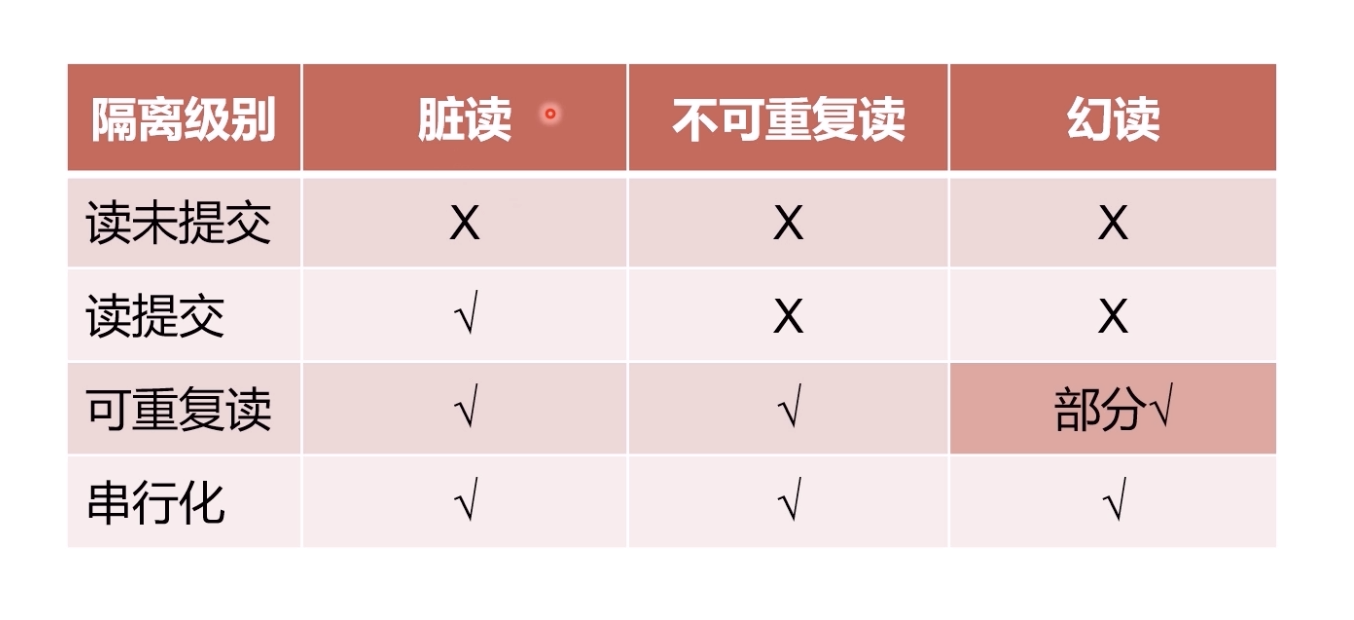 隔离级别 脏读 不可重复读 幻读
读未提交 X X X
读提交 √ X X
可重复读 √ √ 部分√
串行化 √ √ √